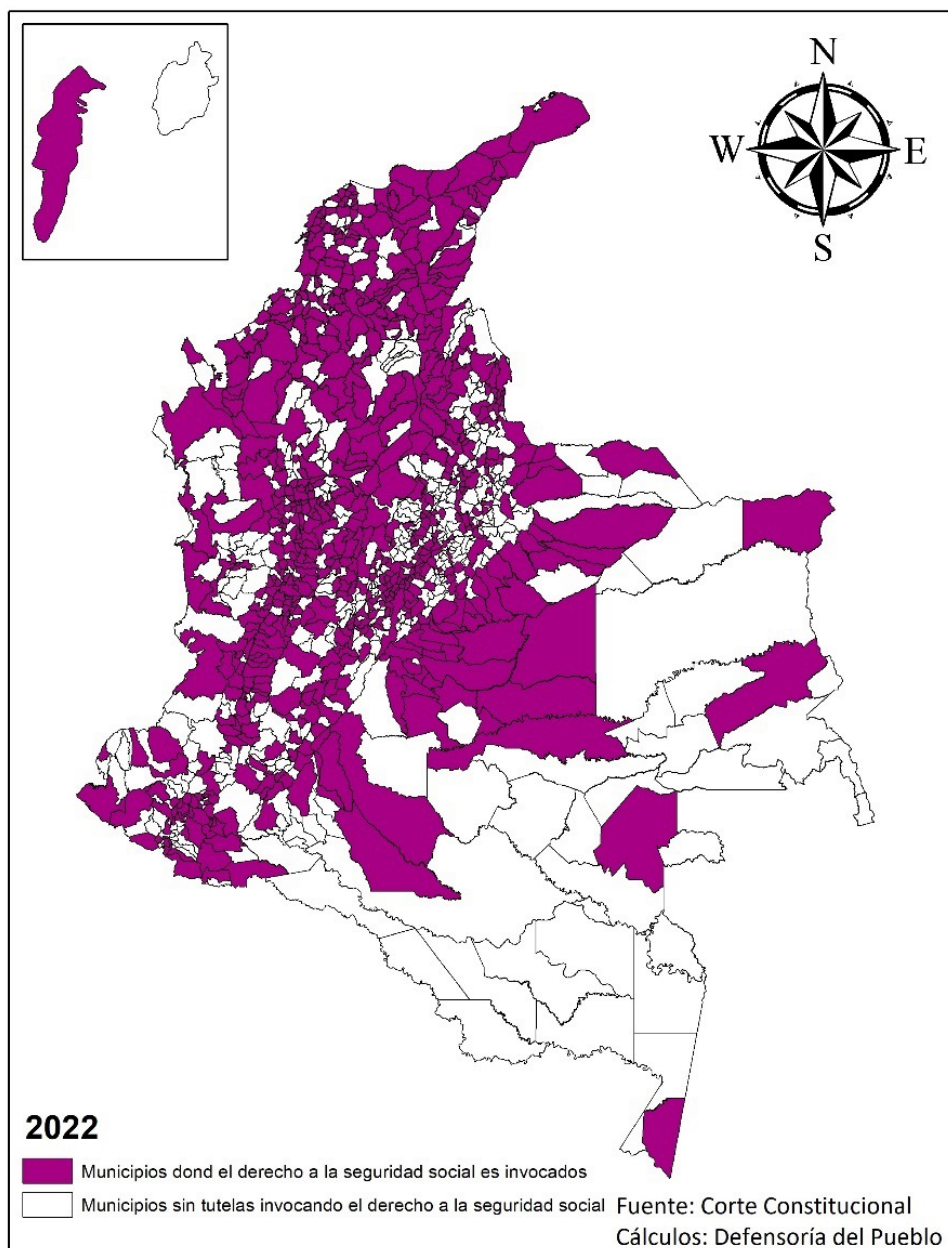 N
W E
S
2022
Municipios dond el derecho a la seguridad social es invocados
Municipios sin tutelas invocando el derecho a la seguridad social
Fuente: Corte Constitucional
Cálculos: Defensoría del Pueblo